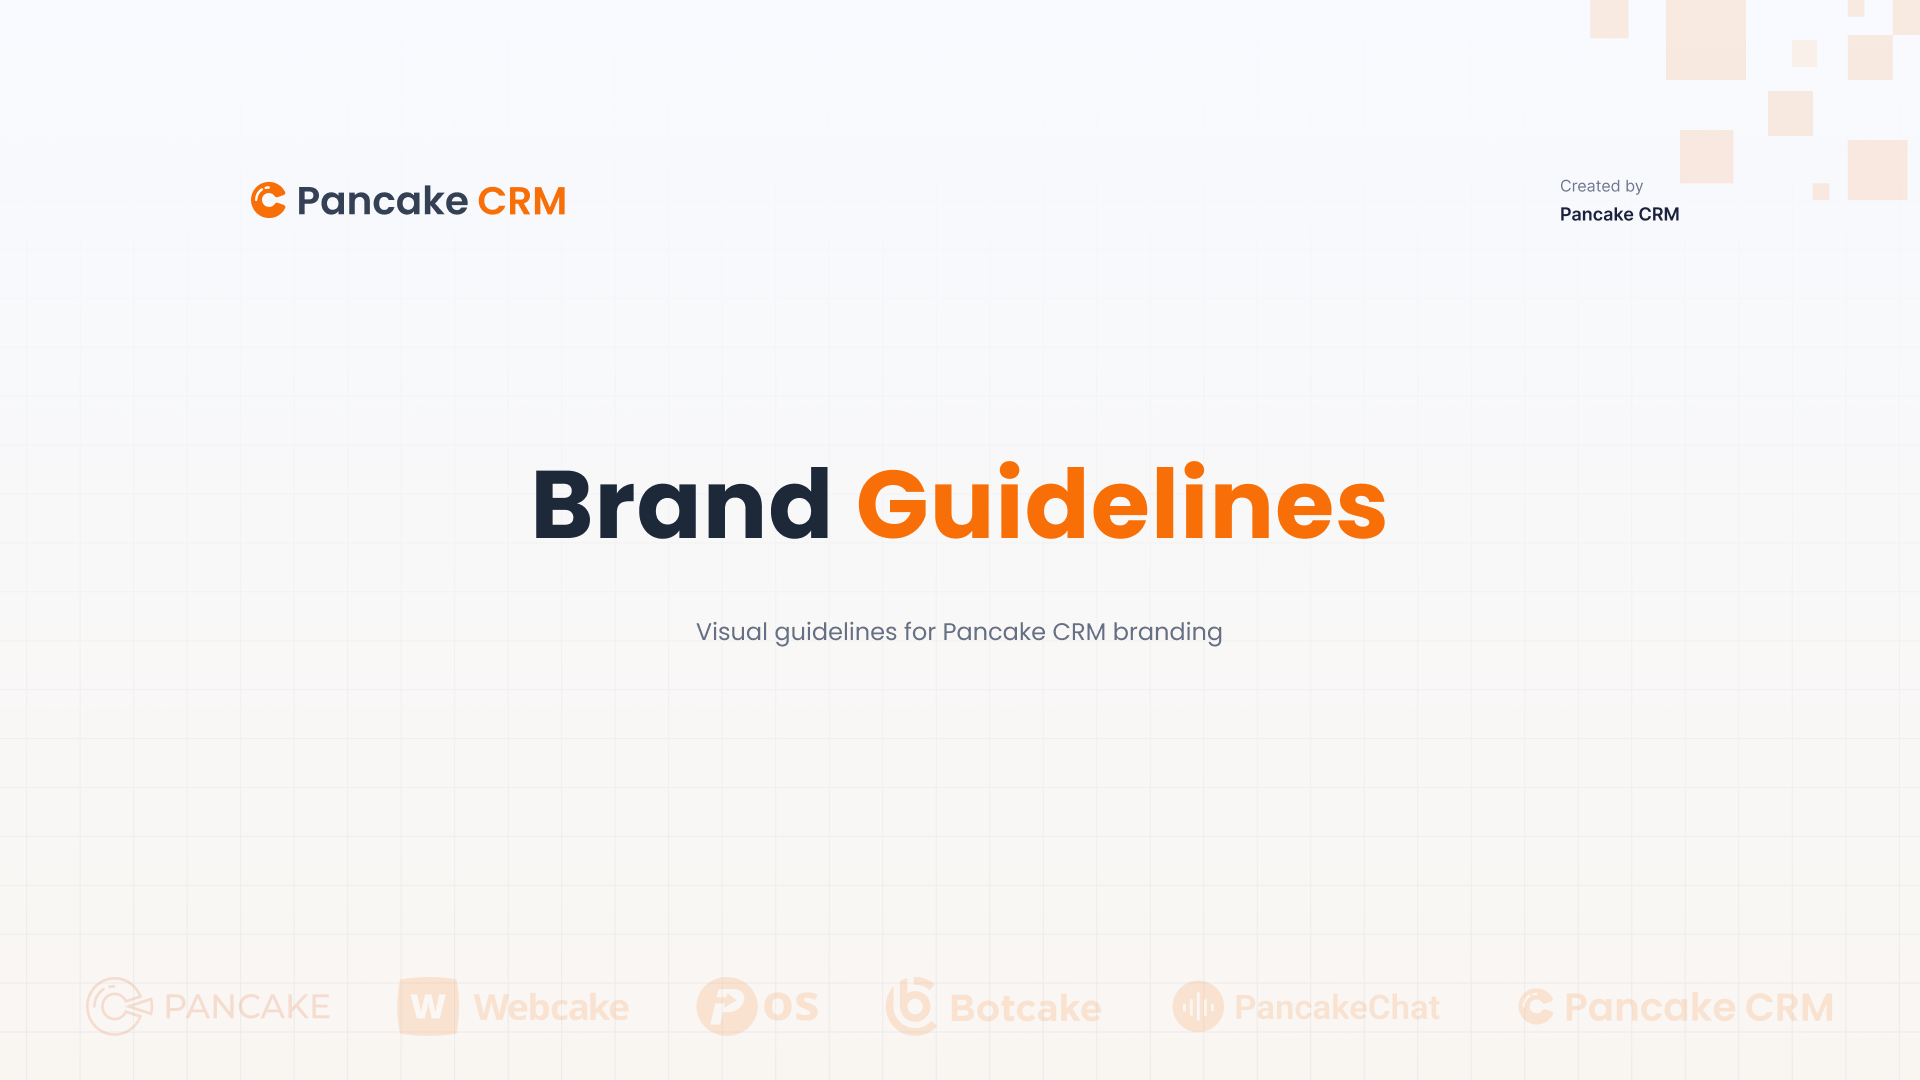 Pancake CRM
Created by
Pancake CRM
Brand Guidelines
Visual guidelines for Pancake CRM branding
PANCAKE
W Webcake
POS
Botcake
PancakeChat
Pancake CRM